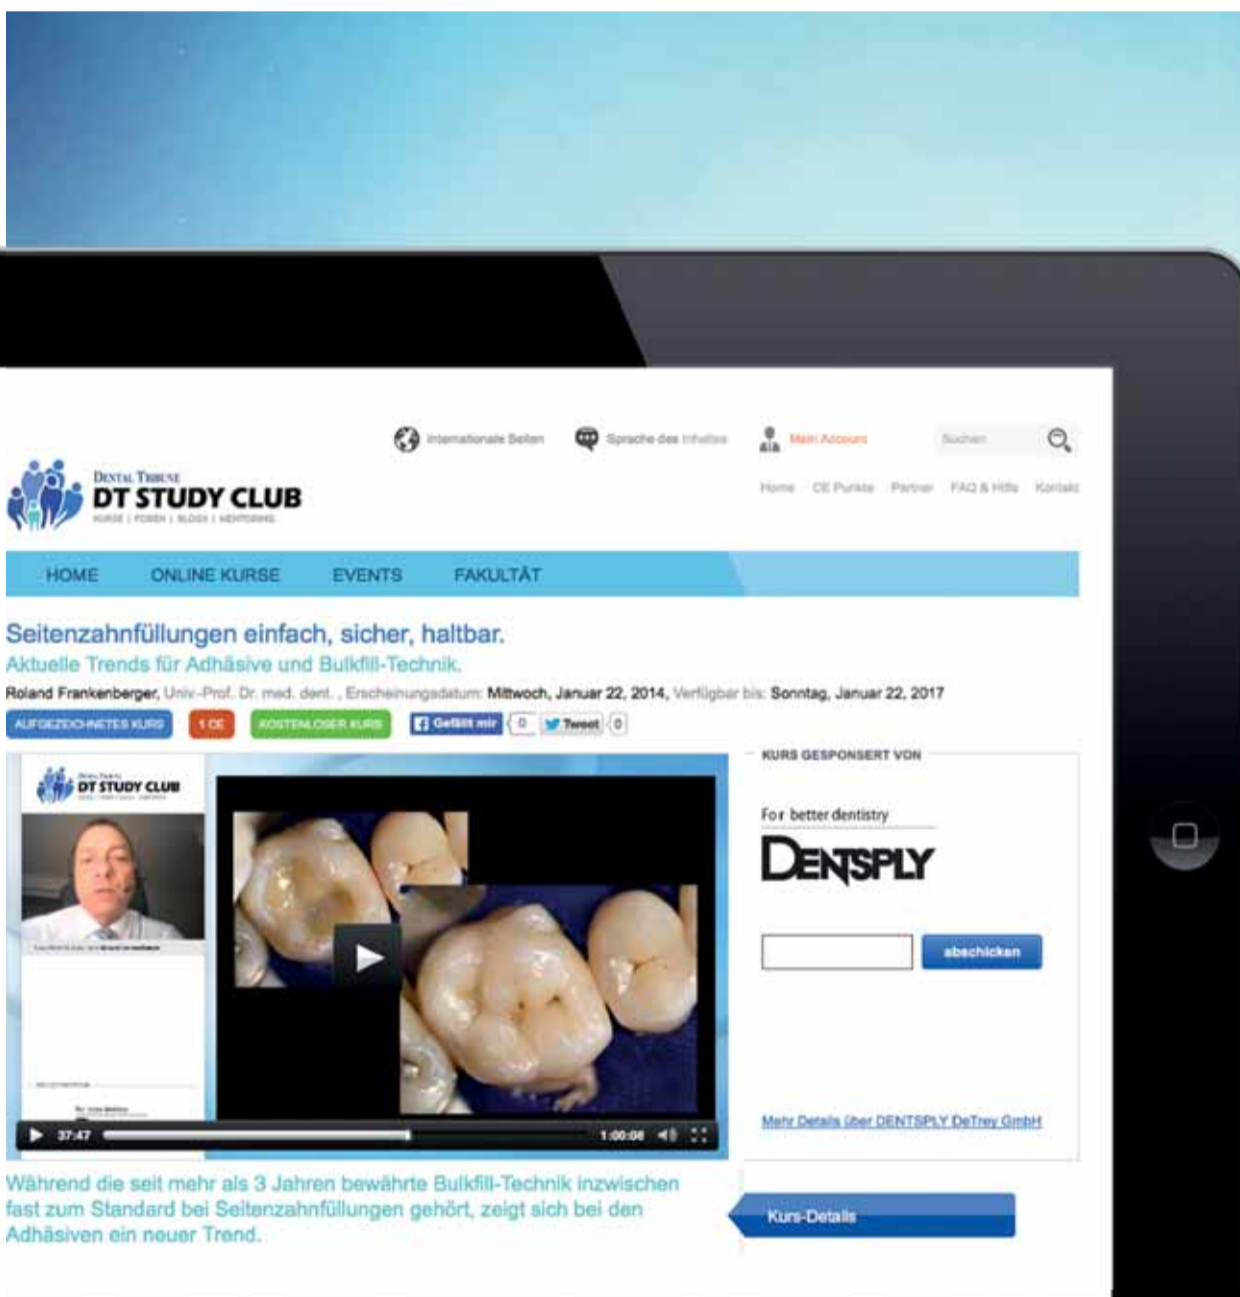 Internationale Seiten
Sprache des Inhaltes
Mein Account
Suchen
DENTAL TRIBUNE
DT STUDY CLUB
KURSE | FOREN | BLOGS | MENTORING
Home CE Punkte Partner FAQ & Hilfe Kontakt
HOME ONLINE KURSE EVENTS FAKULTÄT
Seitenzahnfüllungen einfach, sicher, haltbar.
Aktuelle Trends für Adhäsive und Bulkfill-Technik.
Roland Frankenberger, Univ.-Prof. Dr. med. dent. , Erscheinungsdatum: Mittwoch, Januar 22, 2014, Verfügbar bis: Sonntag, Januar 22, 2017
AUFGEZEICHNETES KURS 1 CE KOSTENLOSER KURS Gefällt mir 0 Tweet 0
DENTAL TRIBUNE
DT STUDY CLUB
37:47 1:00:08
KURS GESPONSERT VON
For better dentistry
DENTSPLY
abschicken
Mehr Details über DENTSPLY DeTrey GmbH
Während die seit mehr als 3 Jahren bewährte Bulkfill-Technik inzwischen
fast zum Standard bei Seitenzahnfüllungen gehört, zeigt sich bei den
Adhäsiven ein neuer Trend.
Kurs-Details